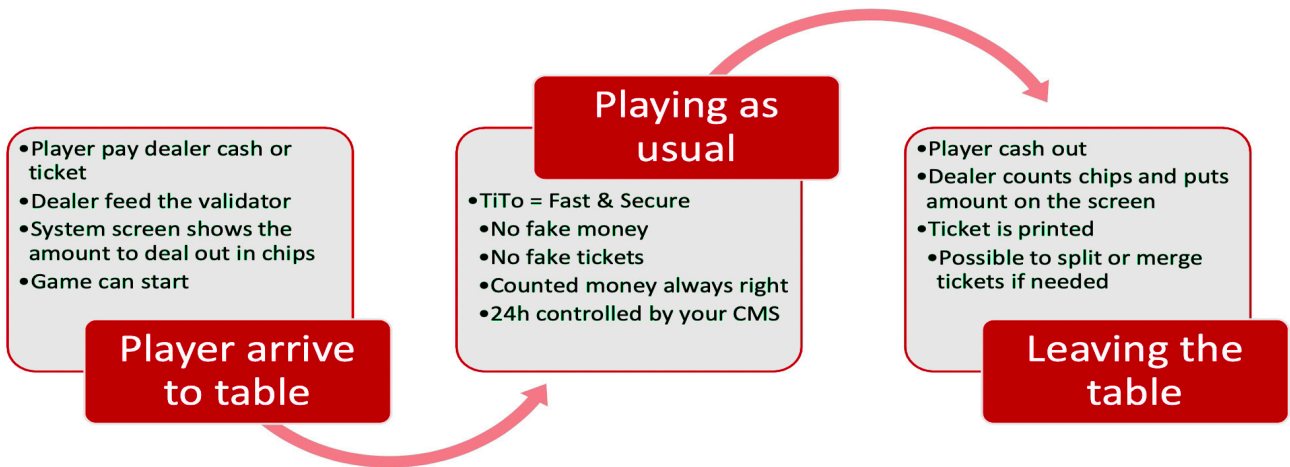 •Player pay dealer cash or
ticket
•Dealer feed the validator
•System screen shows the
amount to deal out in chips
•Game can start
Player arrive
to table
Playing as
usual
•TiTo = Fast & Secure
•No fake money
•No fake tickets
•Counted money always right
•24h controlled by your CMS
•Player cash out
•Dealer counts chips and puts
amount on the screen
•Ticket is printed
•Possible to split or merge
tickets if needed
Leaving the
table